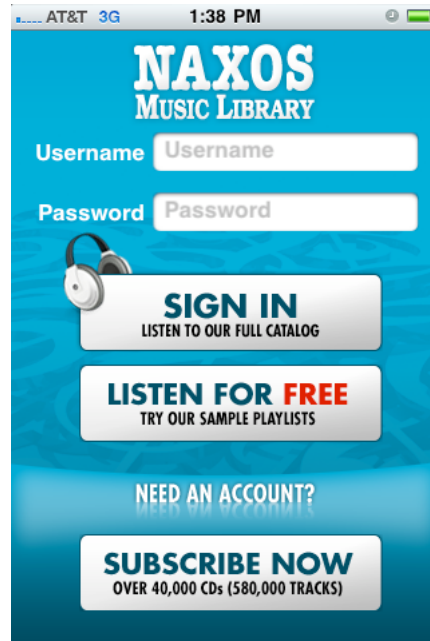 AT&T 3G 1:38 PM
NAXOS
MUSIC LIBRARY
Username Username
Password Password
SIGN IN
LISTEN TO OUR FULL CATALOG
LISTEN FOR FREE
TRY OUR SAMPLE PLAYLISTS
NEED AN ACCOUNT?
SUBSCRIBE NOW
OVER 40,000 CDs (580,000 TRACKS)